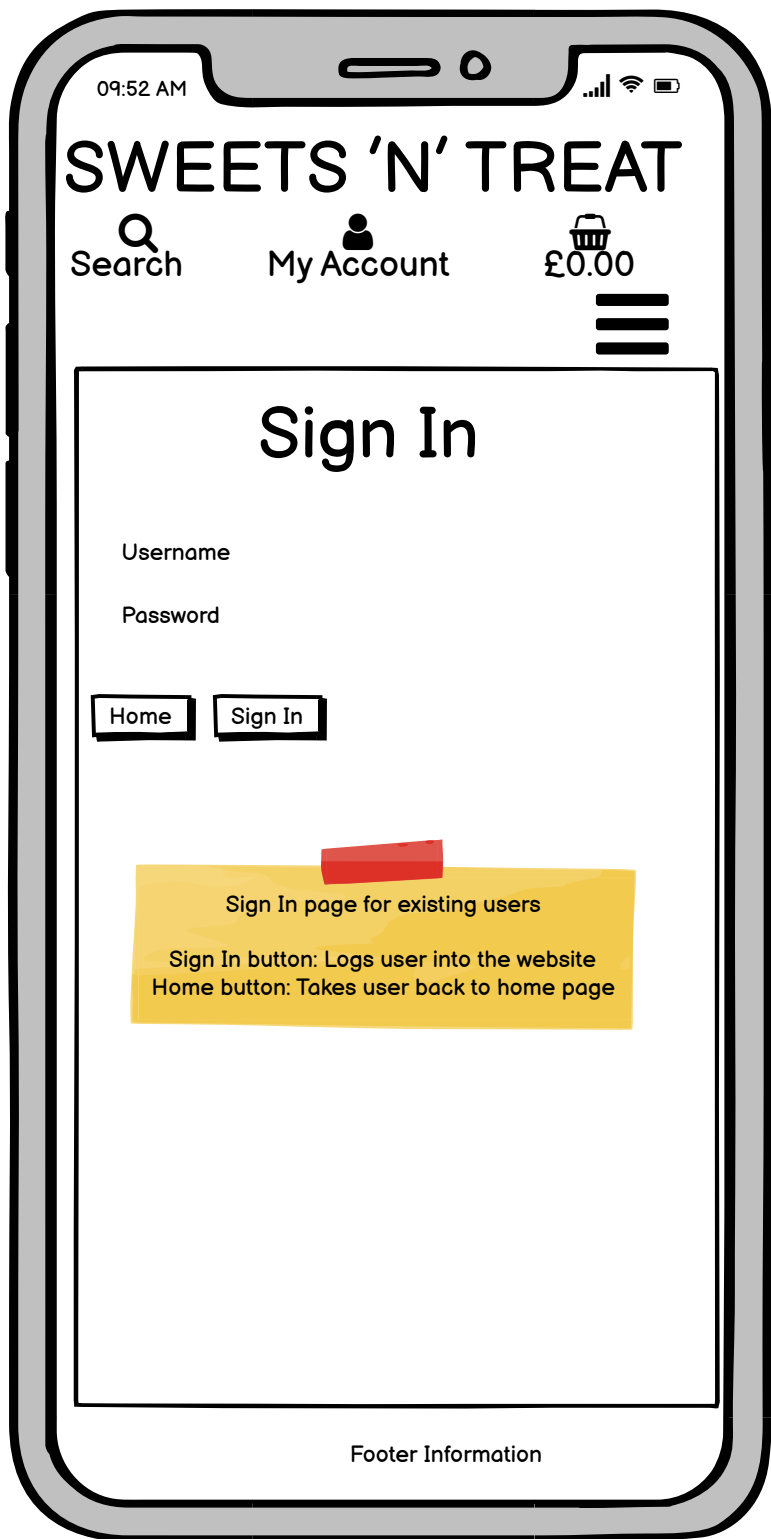 09:52 AM
SWEETS 'N' TREAT
Search
My Account
£0.00
Sign In
Username
Password
Home
Sign In
Sign In page for existing users
Sign In button: Logs user into the website
Home button: Takes user back to home page
Footer Information